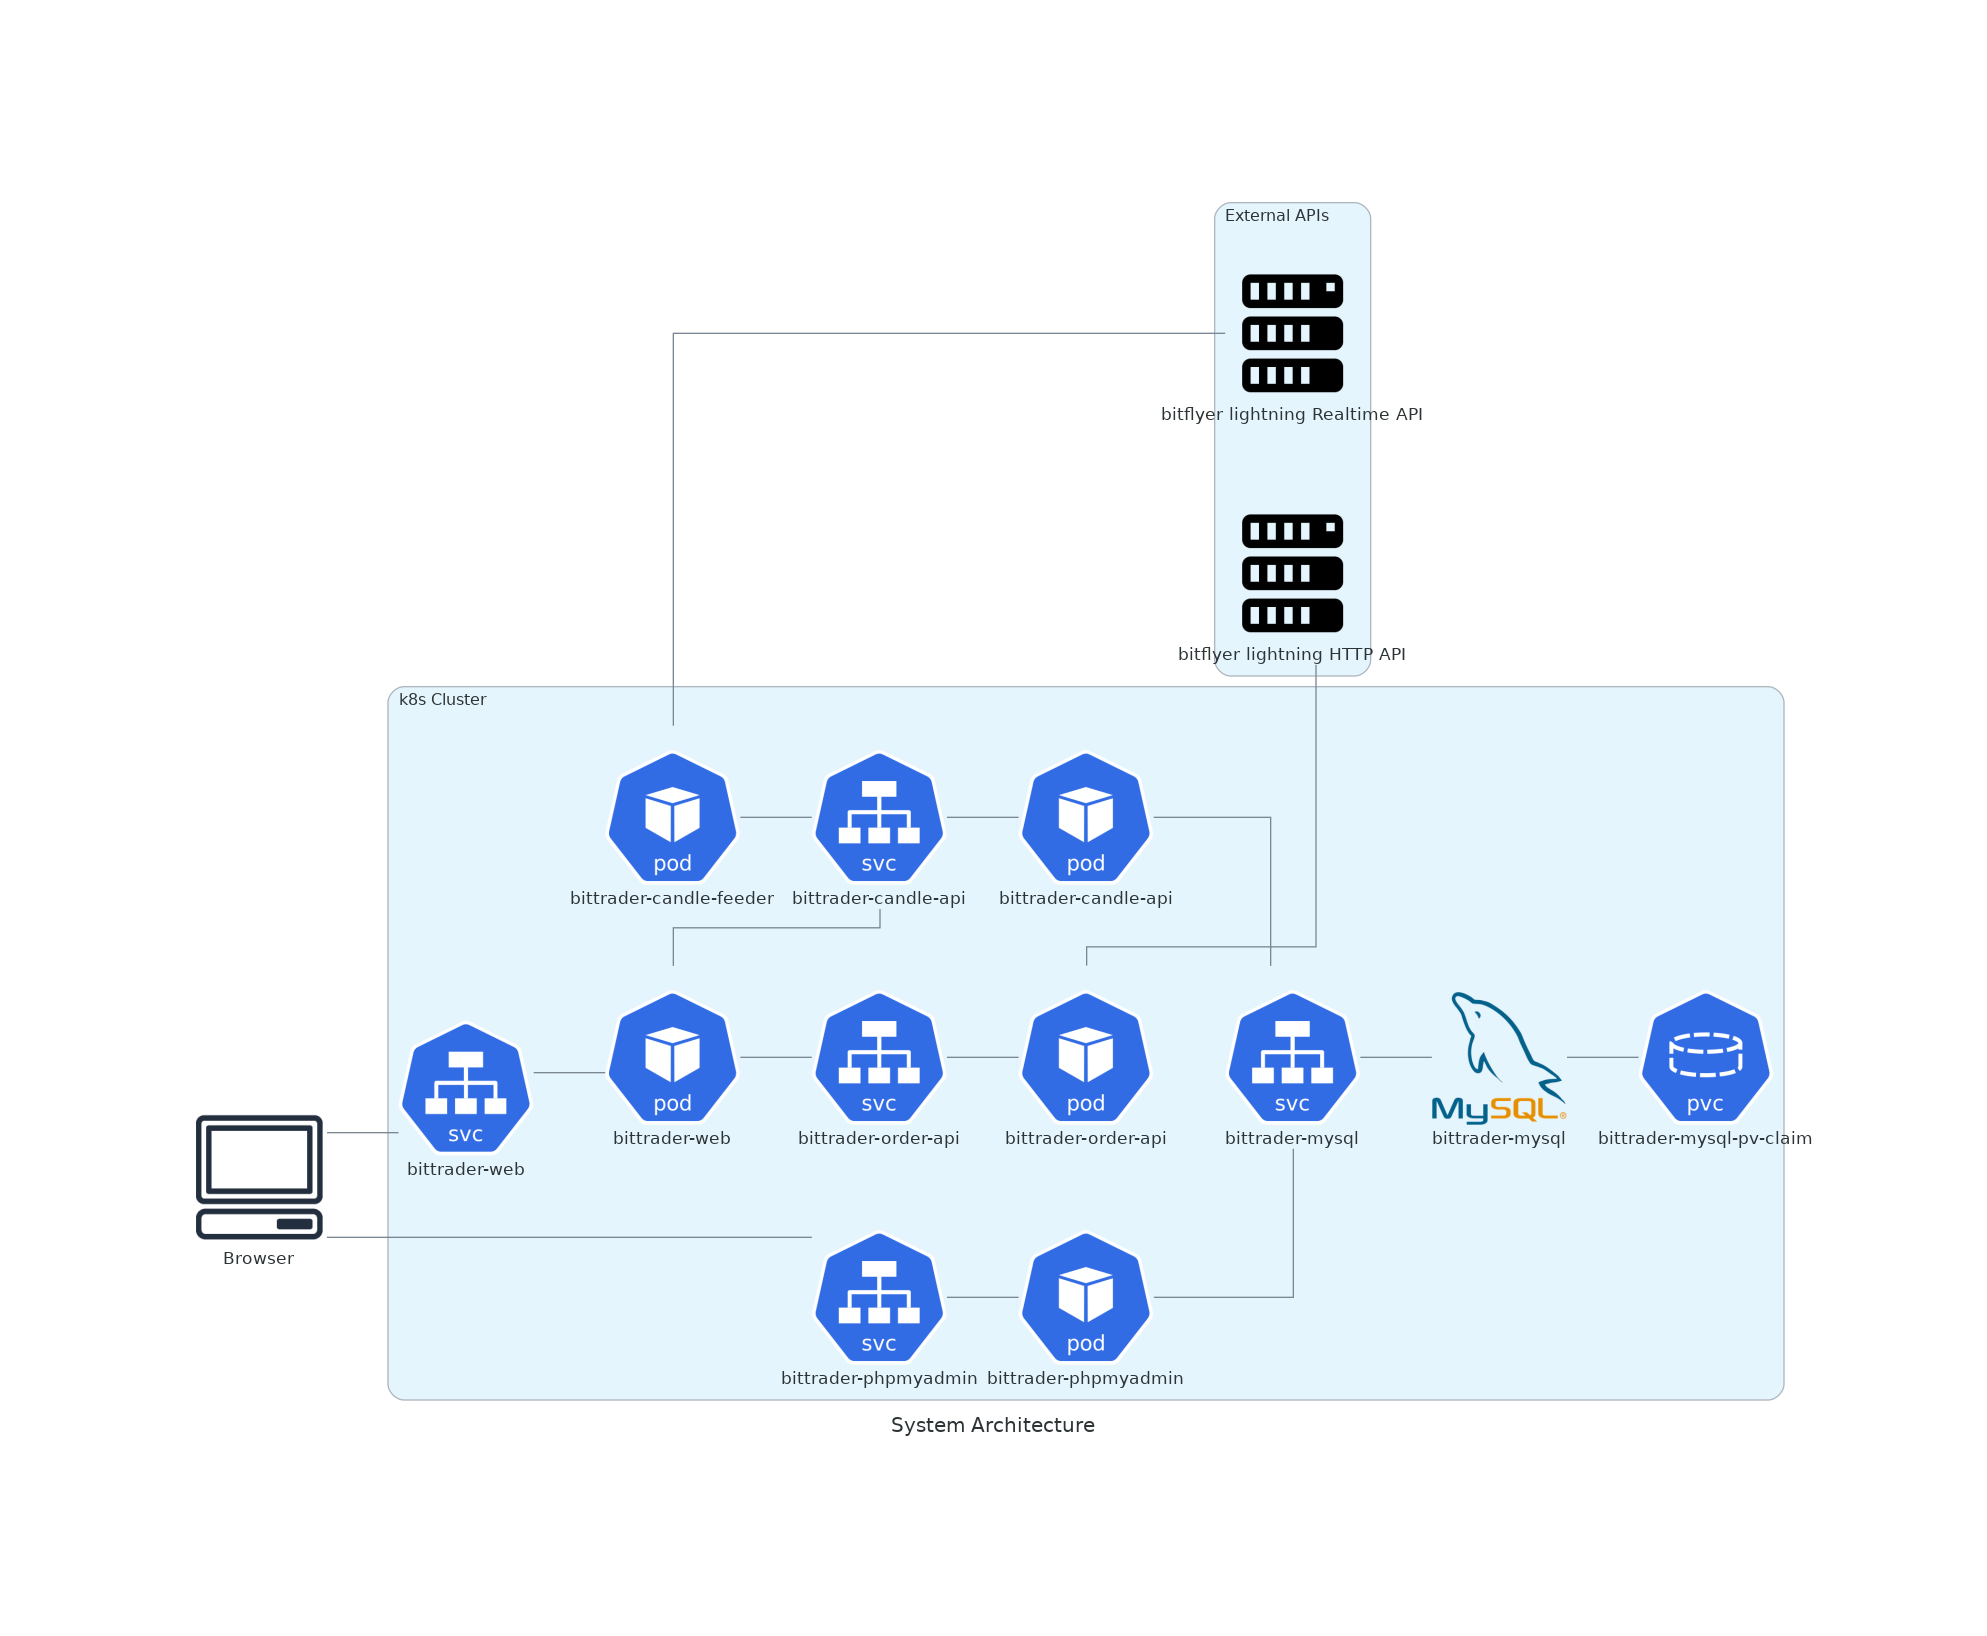 External APIs
bitflyer lightning Realtime API
bitflyer lightning HTTP API
k8s Cluster
pod
svc
pod
bittrader-candle-feeder
bittrader-candle-api
bittrader-candle-api
svc
pod
svc
pod
svc
MySQL®
pvc
bittrader-web
bittrader-web
bittrader-order-api
bittrader-order-api
bittrader-mysql
bittrader-mysql
bittrader-mysql-pv-claim
Browser
svc
pod
bittrader-phpmyadmin
bittrader-phpmyadmin
System Architecture